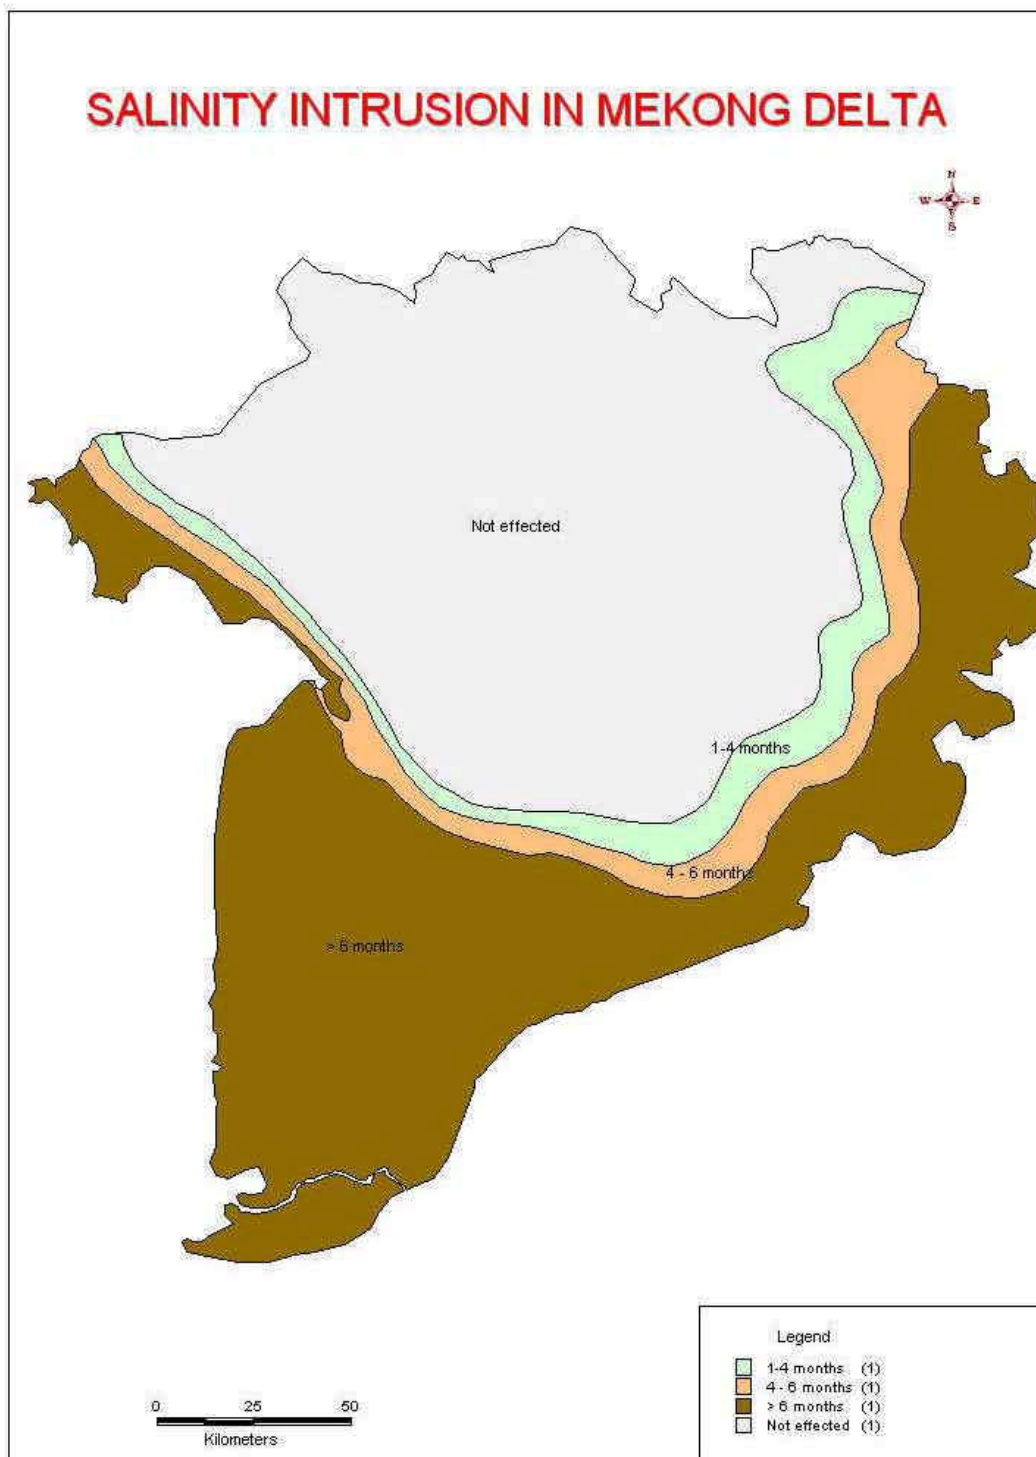 SALINITY INTRUSION IN MEKONG DELTA
N
W E
S
Not effected
1-4 months
4 - 6 months
> 6 months
Legend
1-4 months (1)
4 - 6 months (1)
> 6 months (1)
Not effected (1)
0 25 50
Kilometers